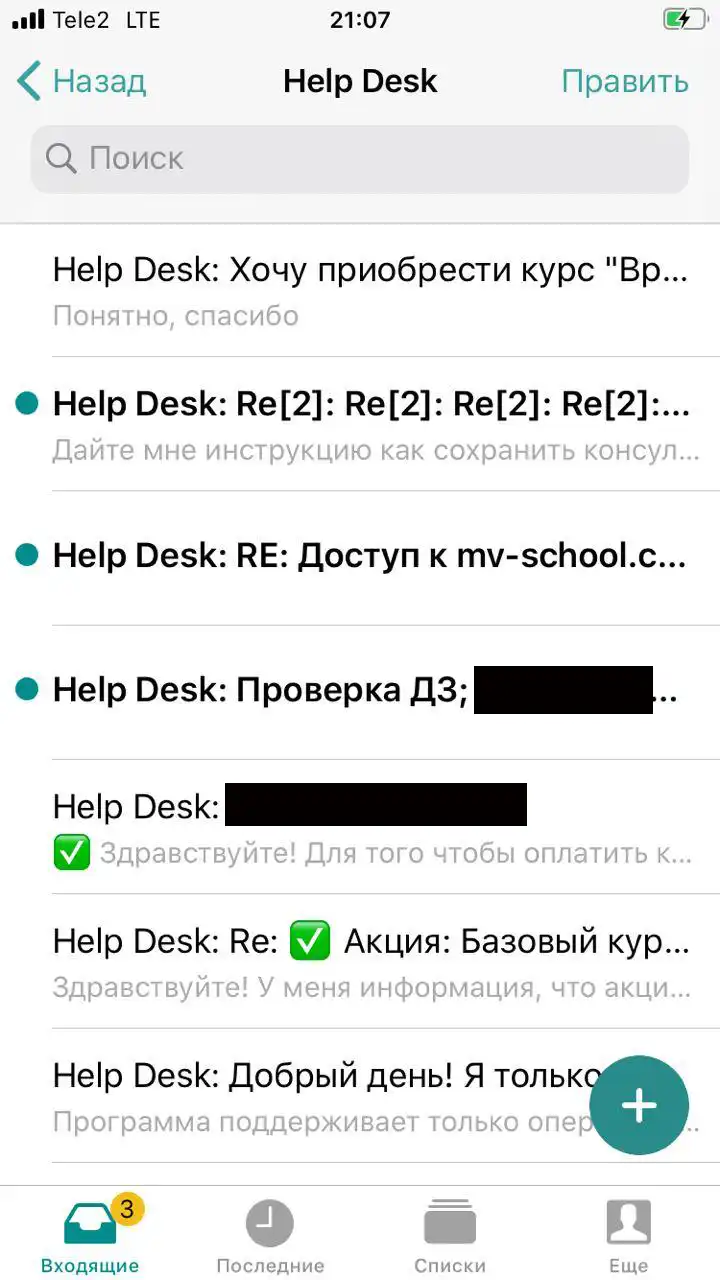 Tele2 LTE 21:07
Назад Help Desk Править
Поиск
Help Desk: Хочу приобрести курс "Вр...
Понятно, спасибо
Help Desk: Re[2]: Re[2]: Re[2]: Re[2]:...
Дайте мне инструкцию как сохранить консул...
Help Desk: RE: Доступ к mv-school.c...
Help Desk: Проверка ДЗ; ...
Help Desk:
✅ Здравствуйте! Для того чтобы оплатить к...
Help Desk: Re: ✅ Акция: Базовый кур...
Здравствуйте! У меня информация, что акци...
Help Desk: Добрый день! Я только
Программа поддерживает только опер...
3
Входящие Последние Списки Еще